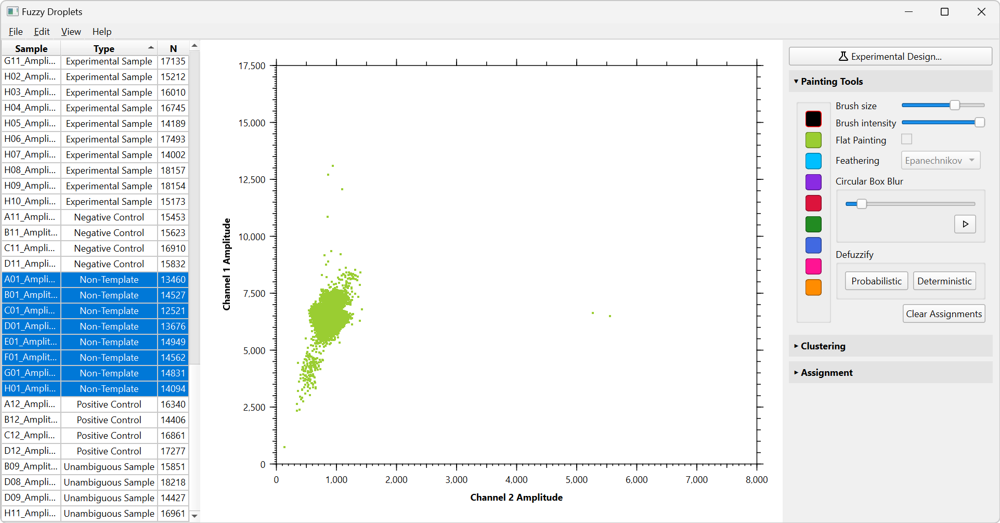 Fuzzy Droplets
File Edit View Help
Sample Type N
G11_Ampli... Experimental Sample 17135
H02_Ampli... Experimental Sample 15212
H03_Ampli... Experimental Sample 16010
H04_Ampli... Experimental Sample 16745
H05_Ampli... Experimental Sample 14189
H06_Ampli... Experimental Sample 17493
H07_Ampli... Experimental Sample 14002
H08_Ampli... Experimental Sample 18157
H09_Ampli... Experimental Sample 18154
H10_Ampli... Experimental Sample 15173
A11_Ampli... Negative Control 15453
B11_Amplit... Negative Control 15623
C11_Ampli... Negative Control 16910
D11_Ampli... Negative Control 15832
A01_Ampli... Non-Template 13460
B01_Amplit... Non-Template 14527
C01_Ampli... Non-Template 12521
D01_Ampli... Non-Template 13676
E01_Amplit... Non-Template 14949
F01_Amplit... Non-Template 14562
G01_Ampli... Non-Template 14831
H01_Ampli... Non-Template 14094
A12_Ampli... Positive Control 16340
B12_Amplit... Positive Control 14406
C12_Ampli... Positive Control 16861
D12_Ampli... Positive Control 17277
B09_Amplit... Unambiguous Sample 15851
D08_Ampli... Unambiguous Sample 18218
D09_Ampli... Unambiguous Sample 14427
H11_Ampli... Unambiguous Sample 16961
Channel 1 Amplitude
17,500
15,000
12,500
10,000
7,500
5,000
2,500
0
0 1,000 2,000 3,000 4,000 5,000 6,000 7,000 8,000
Channel 2 Amplitude
Experimental Design...
Painting Tools
Brush size
Brush intensity
Flat Painting
Feathering Epanechnikov
Circular Box Blur
Defuzzify
Probabilistic Deterministic
Clear Assignments
Clustering
Assignment